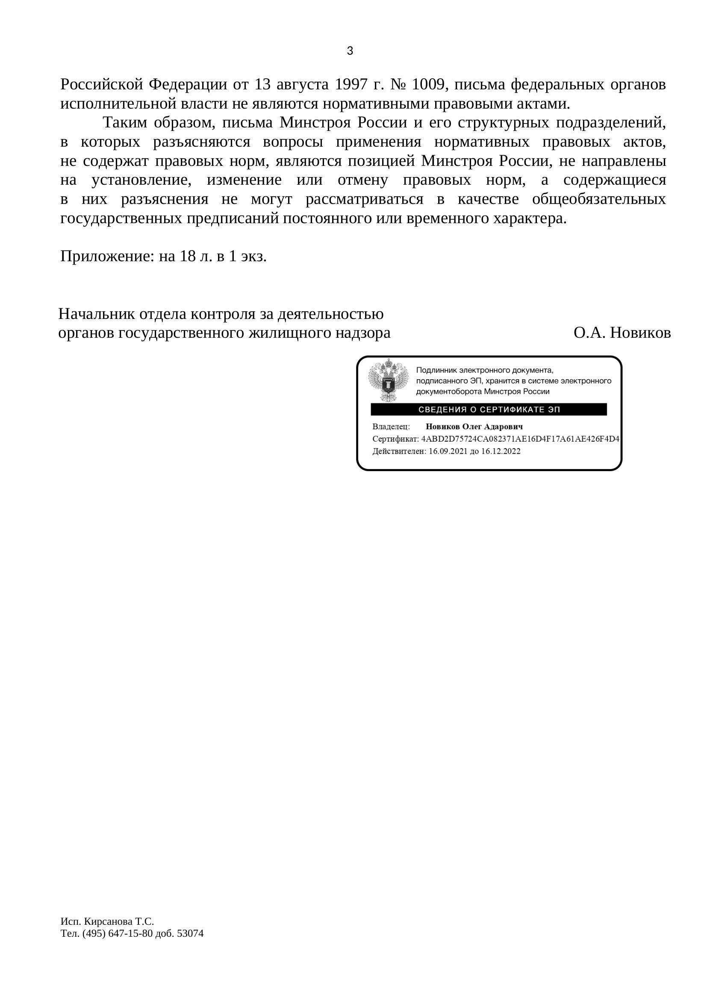 3
Российской Федерации от 13 августа 1997 г. № 1009, письма федеральных органов
исполнительной власти не являются нормативными правовыми актами.
Таким образом, письма Минстроя России и его структурных подразделений,
в которых разъясняются вопросы применения нормативных правовых актов,
не содержат правовых норм, являются позицией Минстроя России, не направлены
на установление, изменение или отмену правовых норм, а содержащиеся
в них разъяснения не могут рассматриваться в качестве общеобязательных
государственных предписаний постоянного или временного характера.
Приложение: на 18 л. в 1 экз.
Начальник отдела контроля за деятельностью
органов государственного жилищного надзора О.А. Новиков
Подлинник электронного документа,
подписанного ЭП, хранится в системе электронного
документоборота Минстроя России
СВЕДЕНИЯ О СЕРТИФИКАТЕ ЭП
Владелец: Новиков Олег Адарович
Сертификат: 4ABD2D75724CA082371AE16D4F17A61AE426F4D4
Действителен: 16.09.2021 до 16.12.2022
Исп. Кирсанова Т.С.
Тел. (495) 647-15-80 доб. 53074